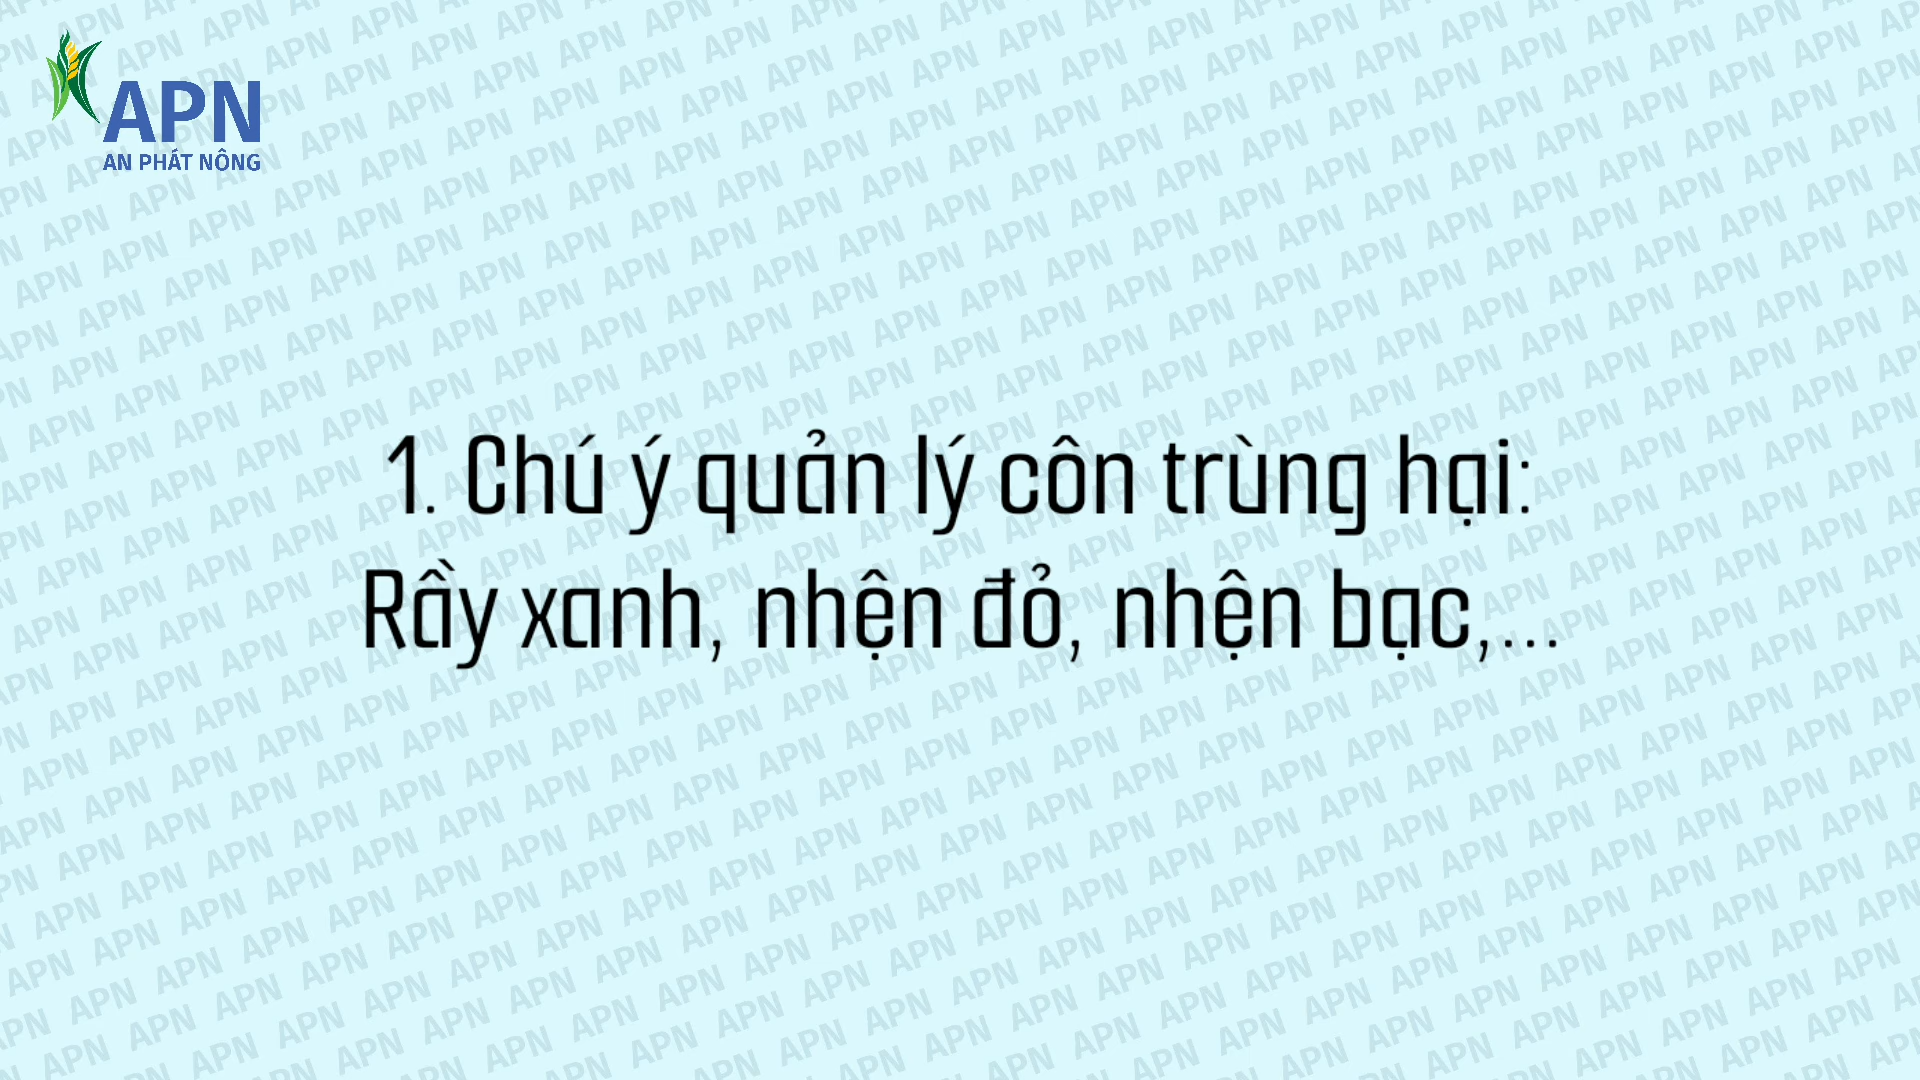 APN
AN PHÁT NÔNG
1. Chú ý quản lý côn trùng hại:
Rầy xanh, nhện đỏ, nhện bạc,...